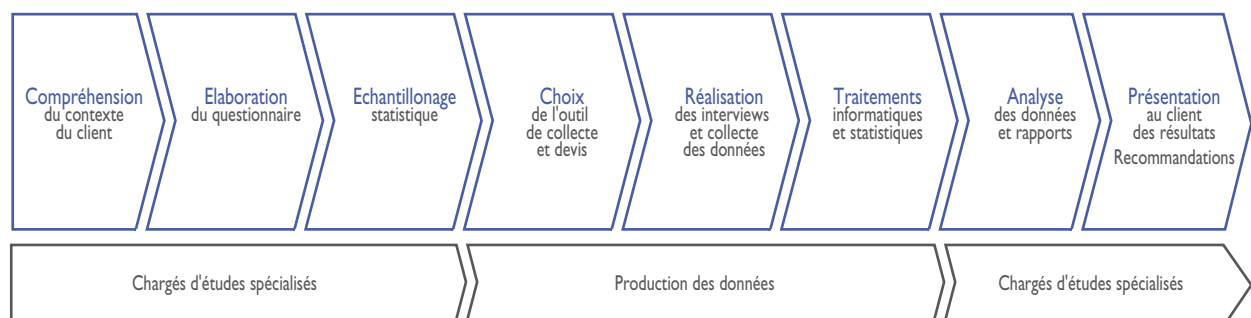 Compréhension
du contexte
du client
Elaboration
du questionnaire
Echantillonage
statistique
Choix
de l'outil
de collecte
et devis
Réalisation
des interviews
et collecte
des données
Traitements
informatiques
et statistiques
Analyse
des données
et rapports
Présentation
au client
des résultats
Recommandations
Chargés d'études spécialisés
Production des données
Chargés d'études spécialisés